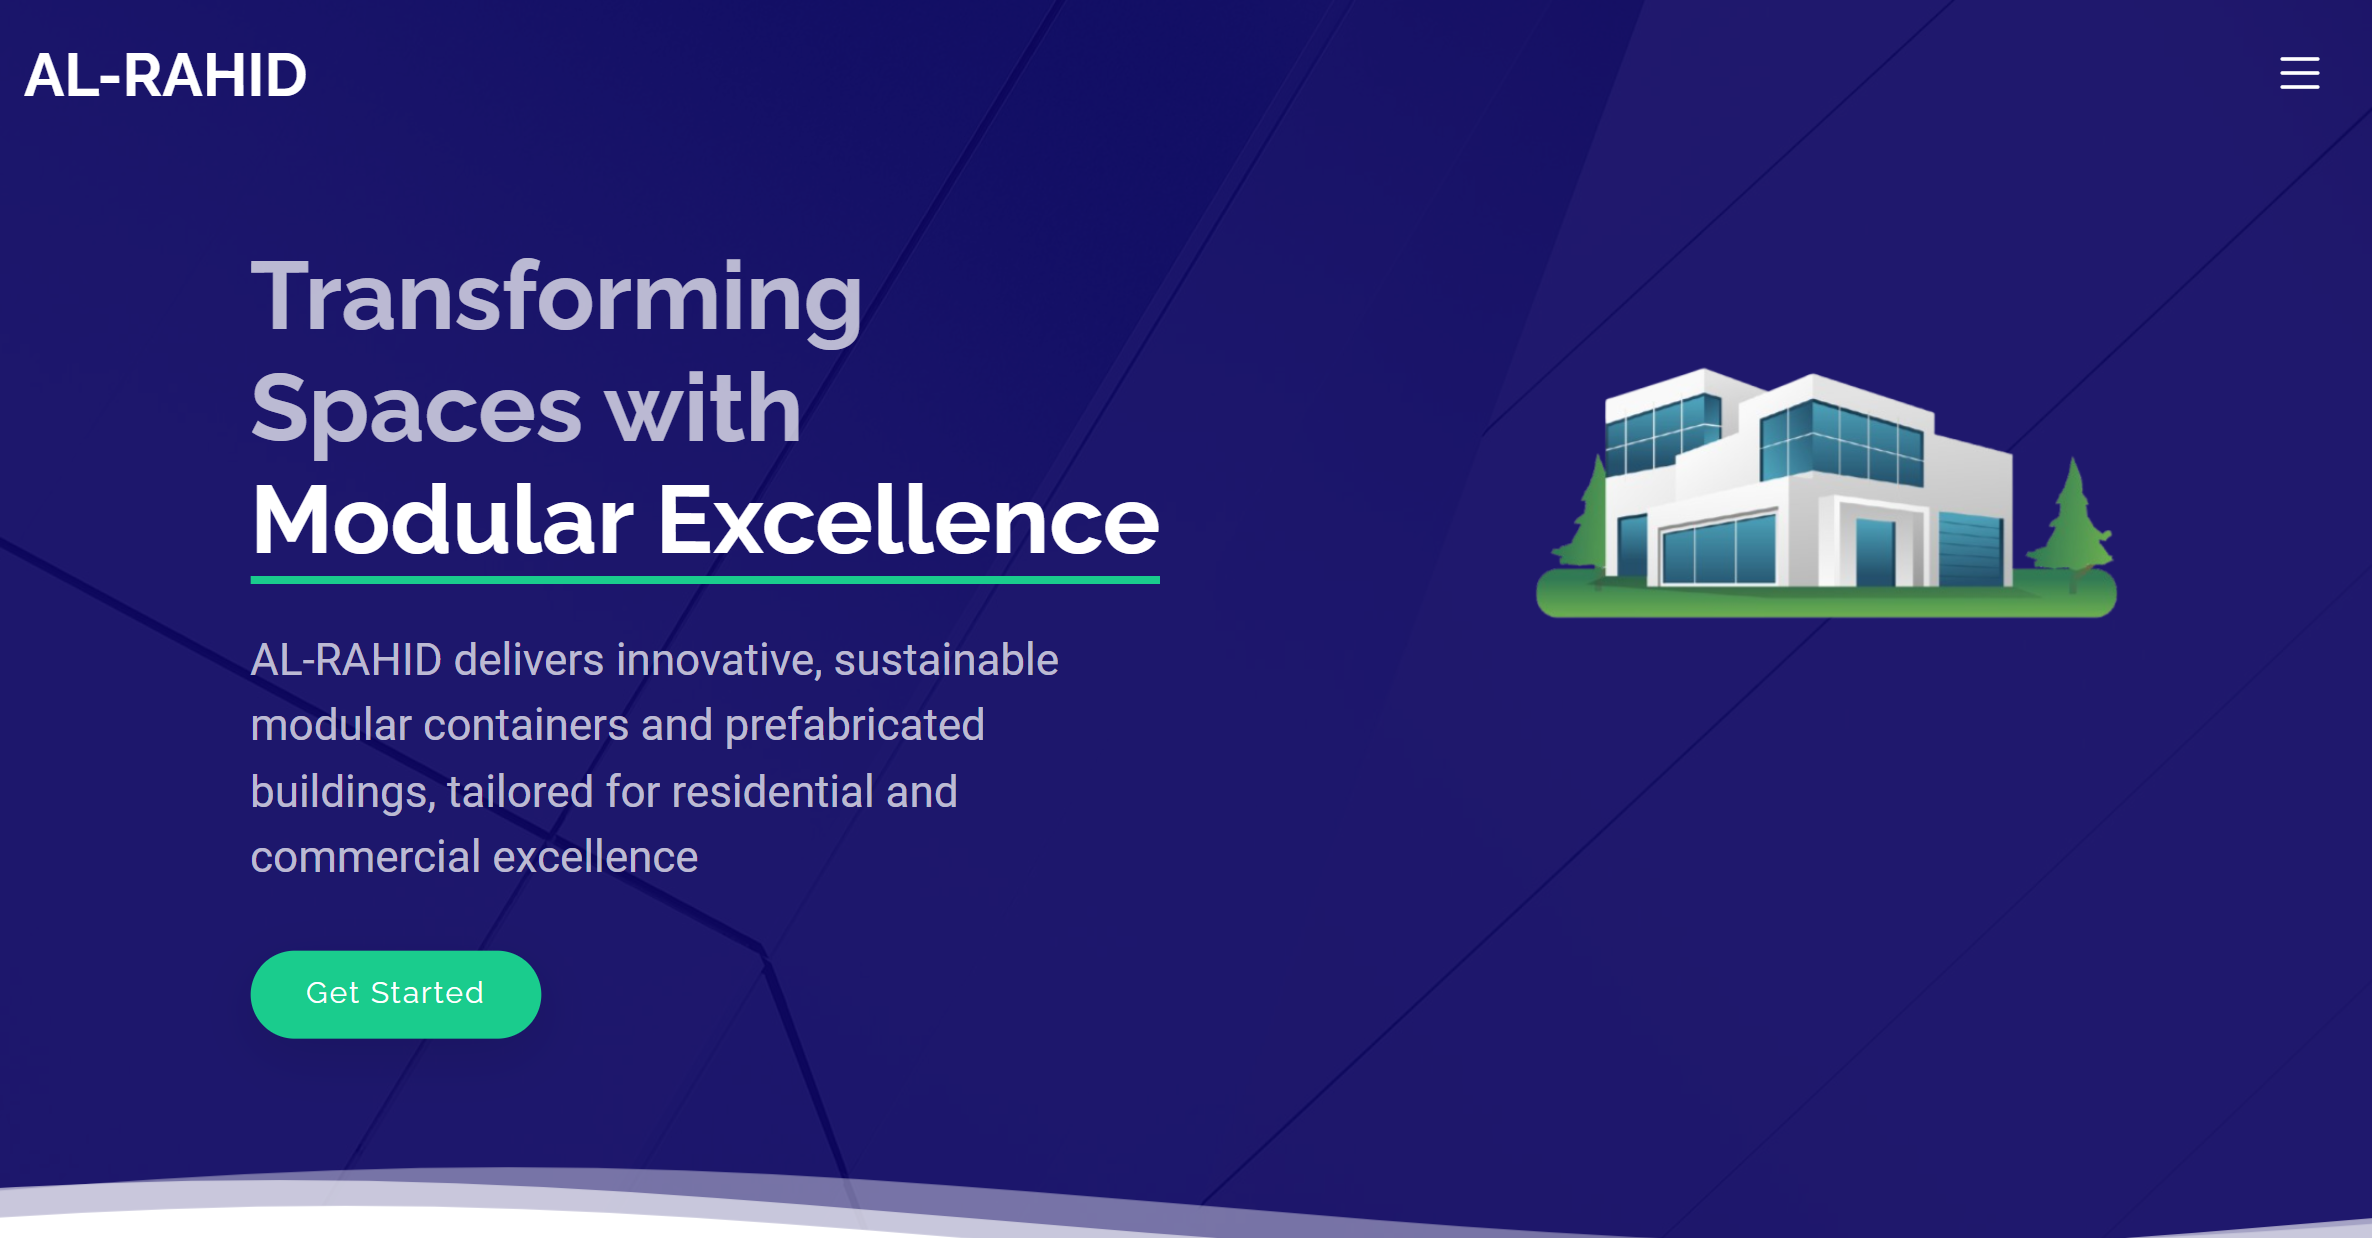 AL-RAHID
Transforming
Spaces with
Modular Excellence
AL-RAHID delivers innovative, sustainable
modular containers and prefabricated
buildings, tailored for residential and
commercial excellence
Get Started